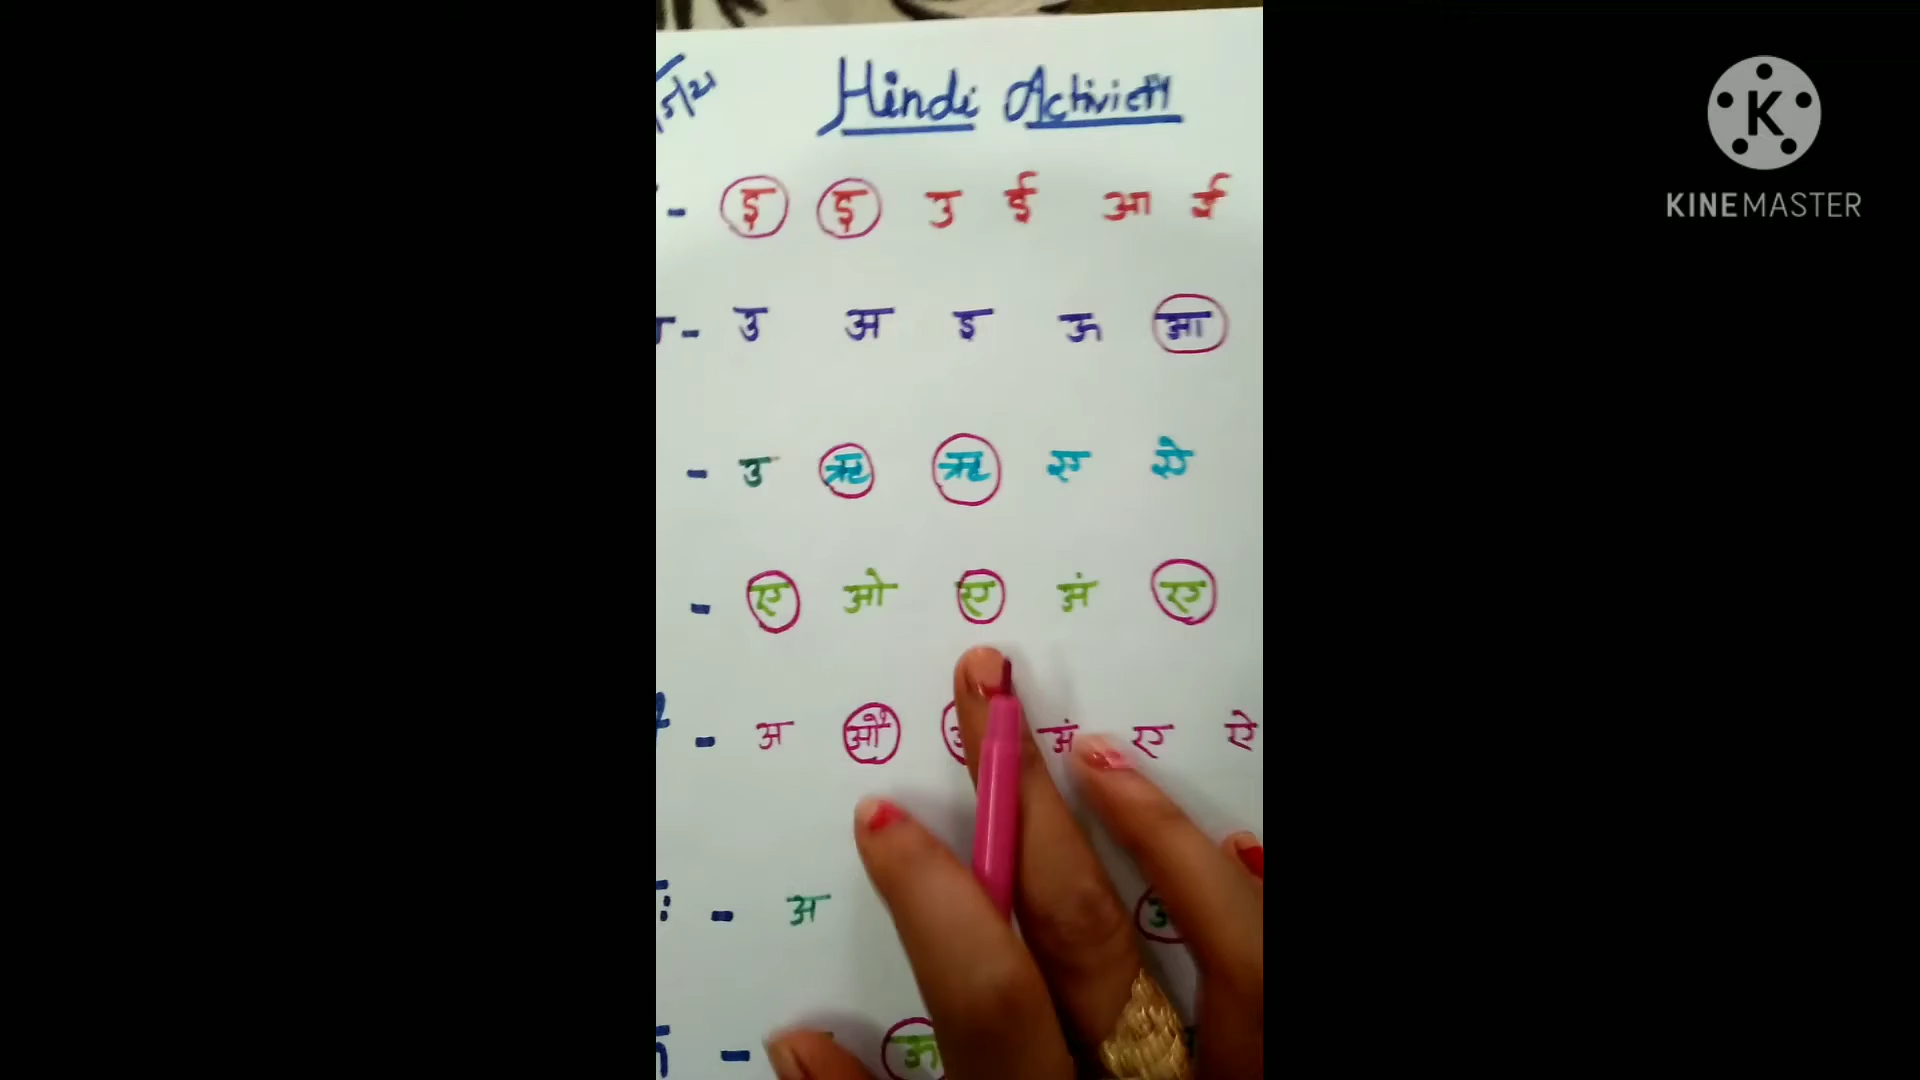 Hindi Activity
- इ इ उ ई आ ई
- उ अ इ ऊ आ
- उ ऋ ऋ ए ऐ
- ए ओ ए अं ए
- अ औ अं ए ऐ
- अ
- ऊ
K
KINEMASTER